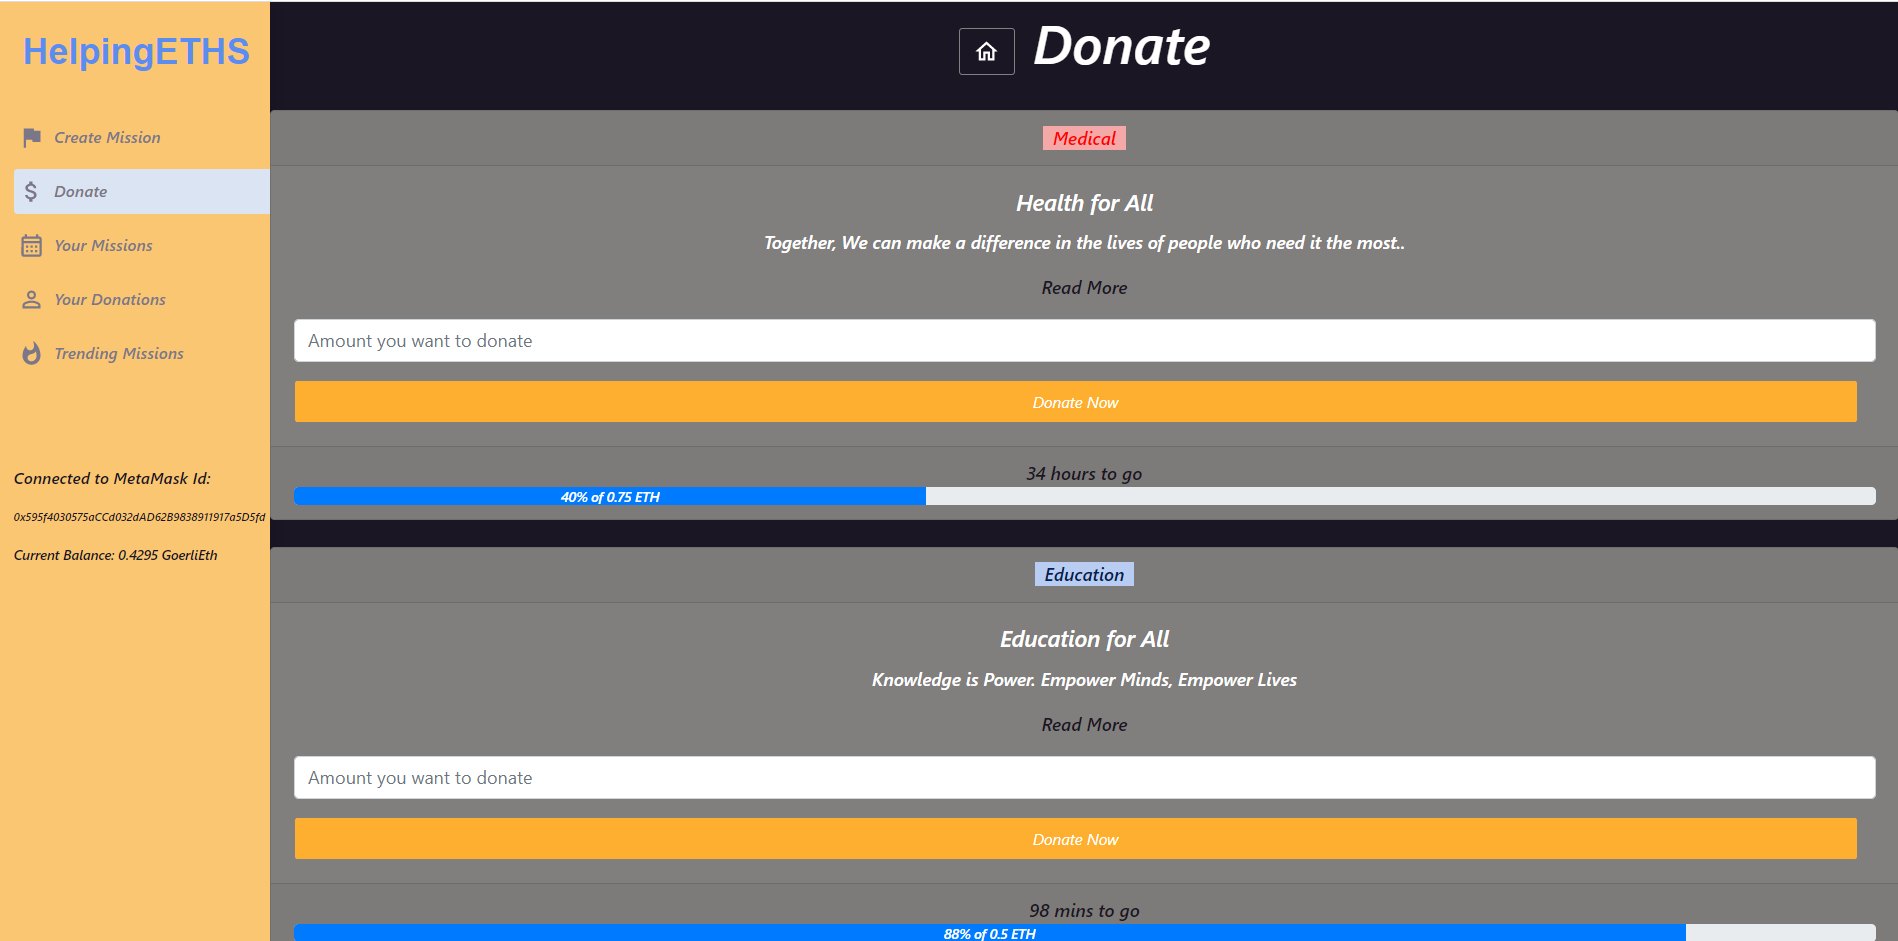 HelpingETHS
Create Mission
Donate
Your Missions
Your Donations
Trending Missions
Connected to MetaMask Id:
0x595f4030575aCCd032dAD62B9838911917a5D5fd
Current Balance: 0.4295 GoerliEth
Donate
Medical
Health for All
Together, We can make a difference in the lives of people who need it the most..
Read More
Amount you want to donate
Donate Now
34 hours to go
40% of 0.75 ETH
Education
Education for All
Knowledge is Power. Empower Minds, Empower Lives
Read More
Amount you want to donate
Donate Now
98 mins to go
88% of 0.5 ETH